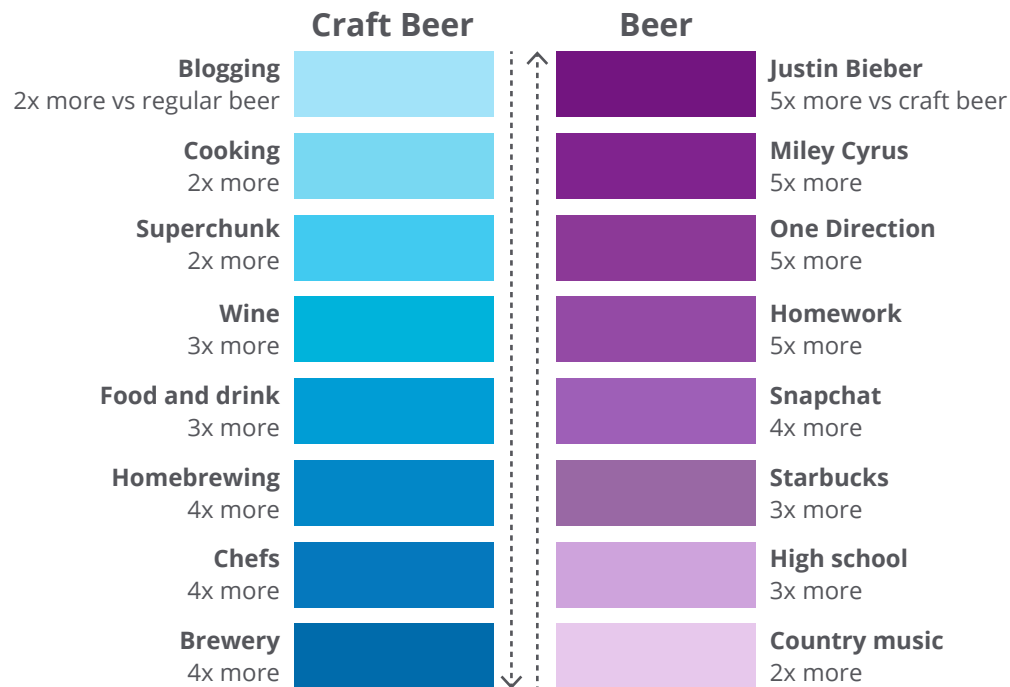 Craft Beer
Beer
Blogging
2x more vs regular beer
Cooking
2x more
Superchunk
2x more
Wine
3x more
Food and drink
3x more
Homebrewing
4x more
Chefs
4x more
Brewery
4x more
Justin Bieber
5x more vs craft beer
Miley Cyrus
5x more
One Direction
5x more
Homework
5x more
Snapchat
4x more
Starbucks
3x more
High school
3x more
Country music
2x more